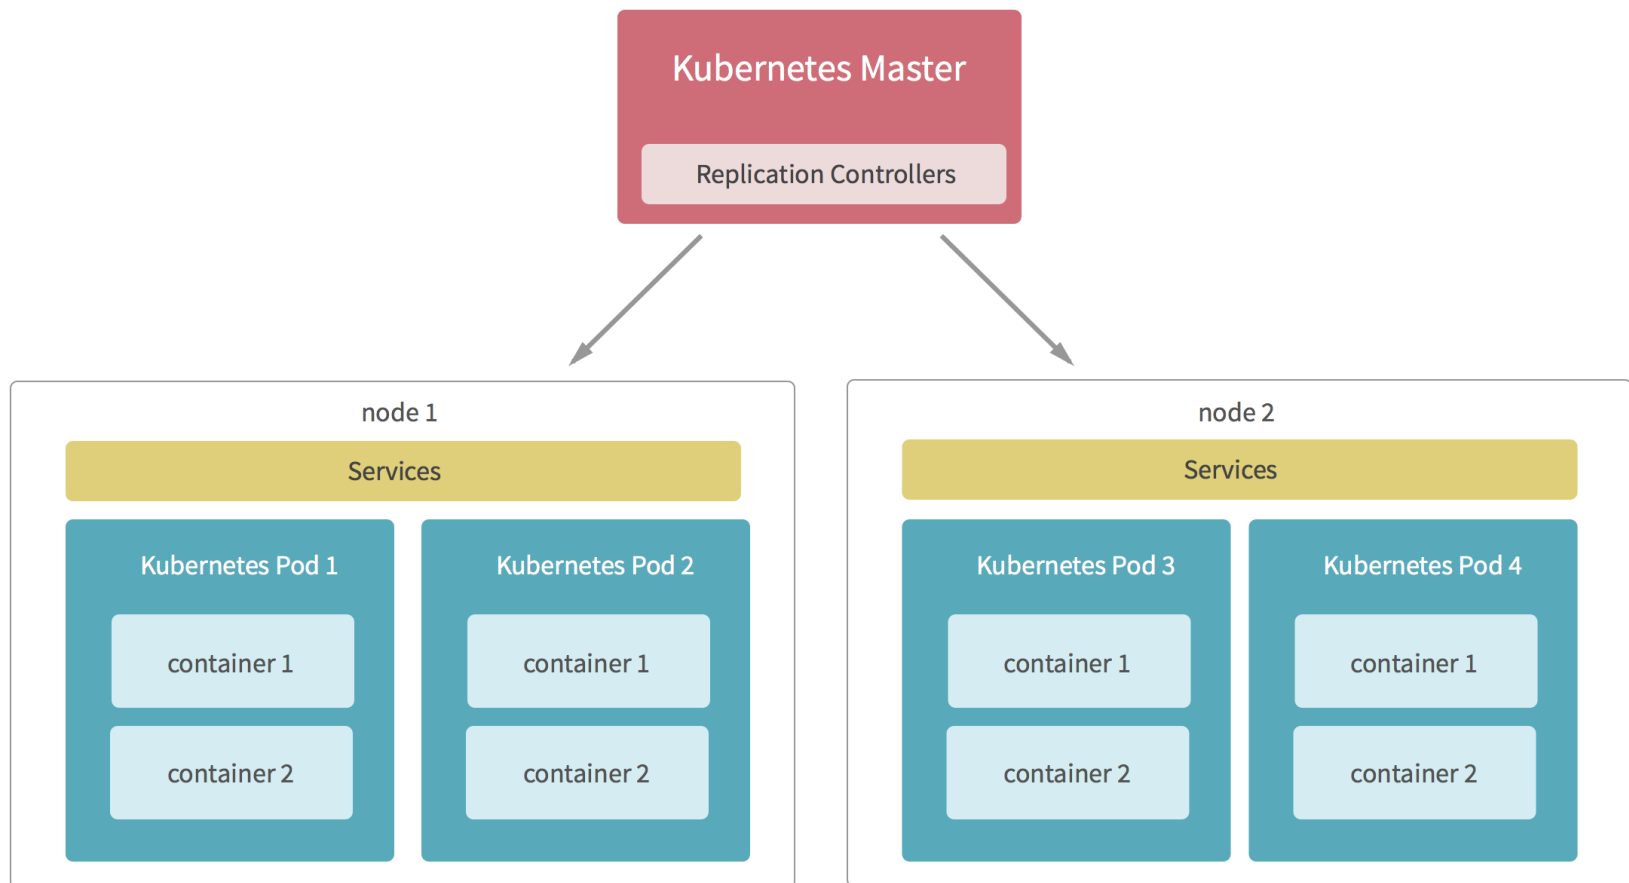 Kubernetes Master
Replication Controllers
node 1
Services
Kubernetes Pod 1
container 1
container 2
Kubernetes Pod 2
container 1
container 2
node 2
Services
Kubernetes Pod 3
container 1
container 2
Kubernetes Pod 4
container 1
container 2